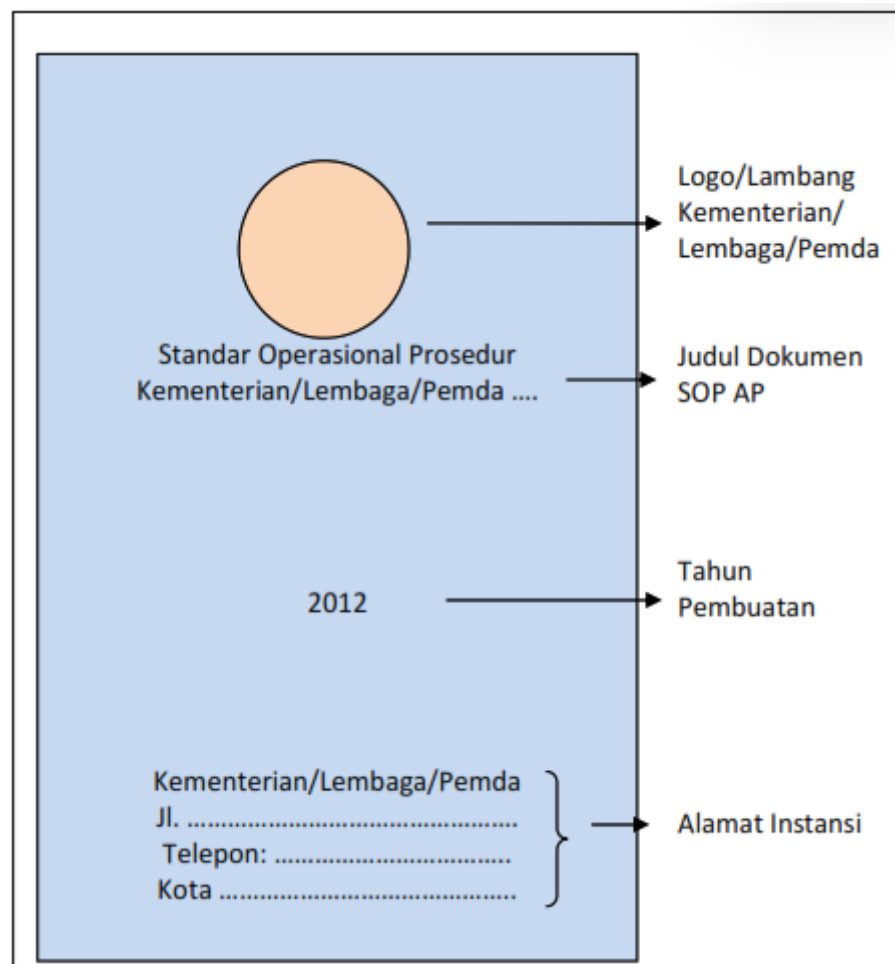 Logo/Lambang
Kementerian/
Lembaga/Pemda
Standar Operasional Prosedur
Kementerian/Lembaga/Pemda ....
Judul Dokumen
SOP AP
2012
Tahun
Pembuatan
Kementerian/Lembaga/Pemda
Jl. ……………………………………………….
Telepon: ……………………………..
Kota ……………………………………..
Alamat Instansi